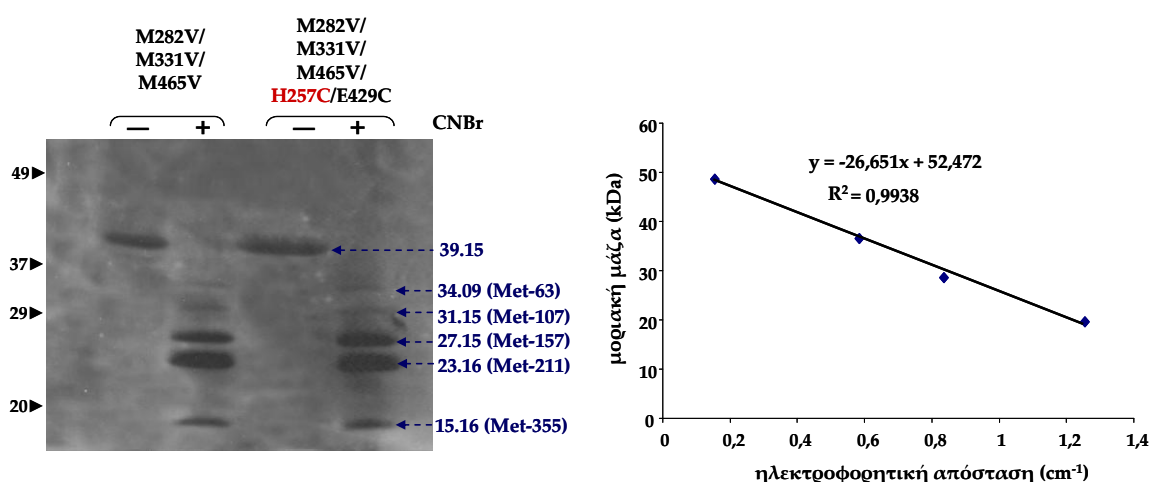 M282V/
M331V/
M465V
M282V/
M331V/
M465V/
H257C/E429C
— + — + CNBr
49
37
29
20
39.15
34.09 (Met-63)
31.15 (Met-107)
27.15 (Met-157)
23.16 (Met-211)
15.16 (Met-355)
μοριακή μάζα (kDa)
60
50
40
30
20
10
0
y = -26,651x + 52,472
R² = 0,9938
0 0,2 0,4 0,6 0,8 1 1,2 1,4
ηλεκτροφορητική απόσταση (cm⁻¹)